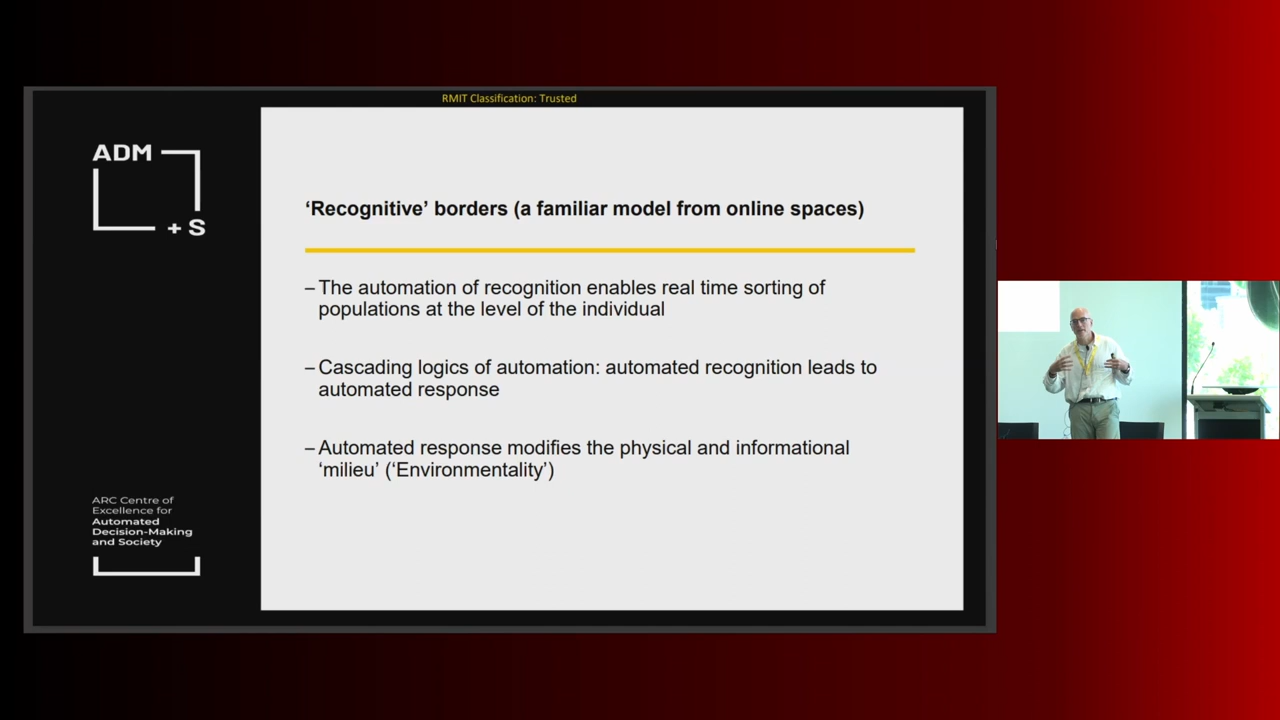 RMIT Classification: Trusted
ADM
+ S
‘Recognitive’ borders (a familiar model from online spaces)
– The automation of recognition enables real time sorting of
populations at the level of the individual
– Cascading logics of automation: automated recognition leads to
automated response
– Automated response modifies the physical and informational
‘milieu’ (‘Environmentality’)
ARC Centre of
Excellence for
Automated
Decision-Making
and Society